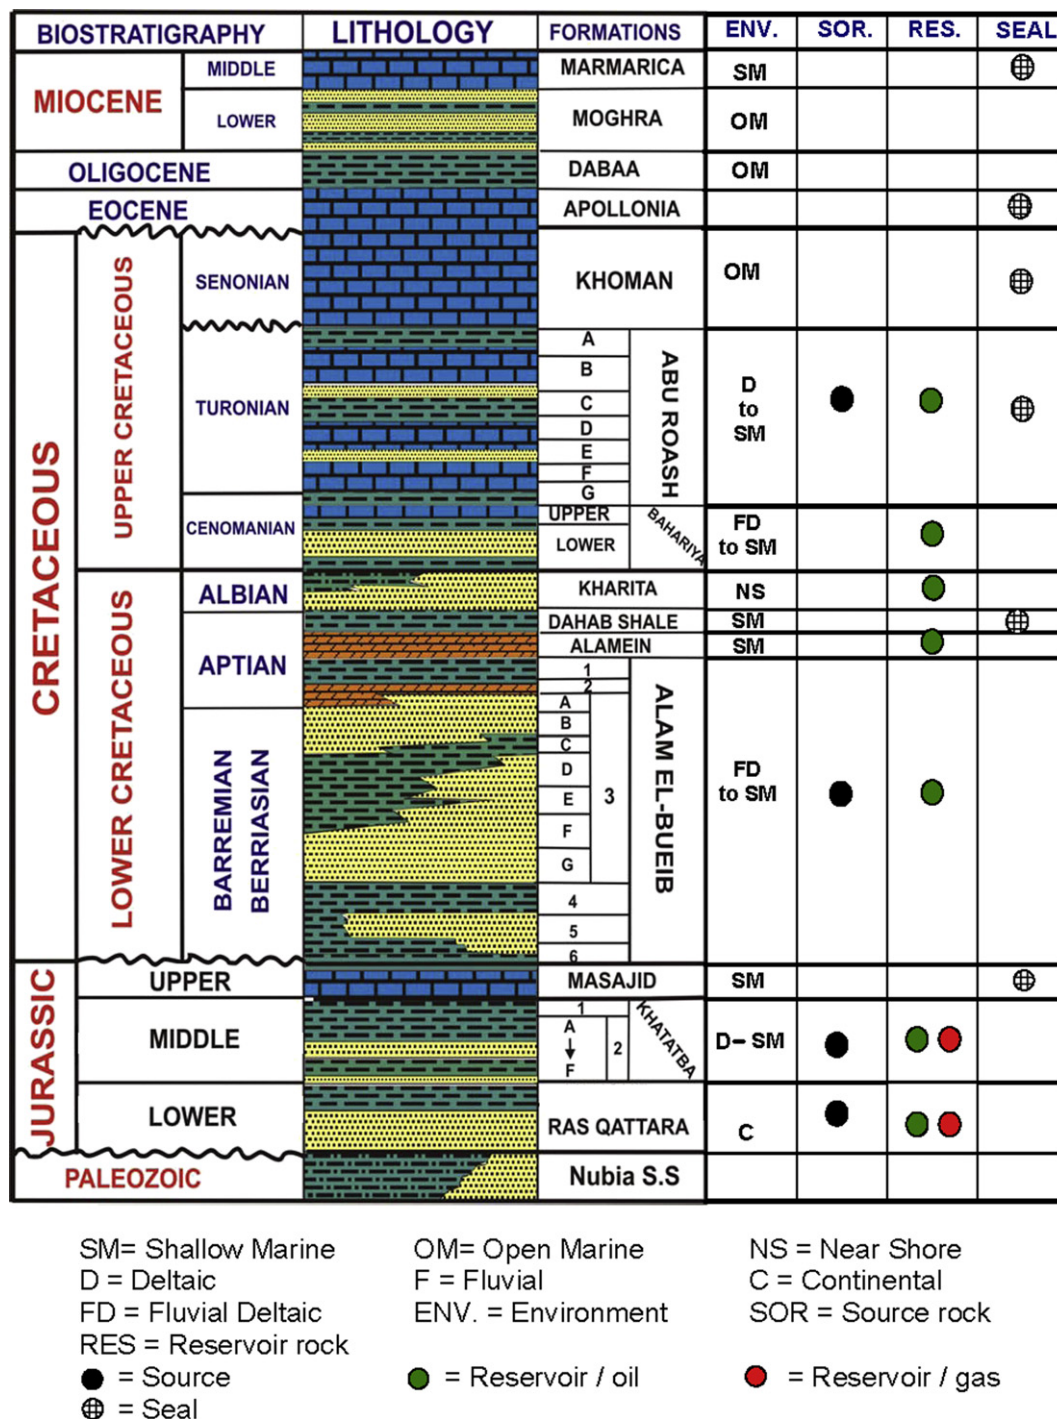 BIOSTRATIGRAPHY LITHOLOGY FORMATIONS ENV. SOR. RES. SEAL
MIOCENE MIDDLE MARMARICA SM
LOWER MOGHRA OM
OLIGOCENE DABAA OM
EOCENE APOLLONIA
CRETACEOUS
UPPER CRETACEOUS
SENONIAN KHOMAN OM
TURONIAN
A
B
C
D
E
F
G
ABU ROASH
D
to
SM
CENOMANIAN
UPPER
LOWER
BAHARIYA
FD
to SM
LOWER CRETACEOUS
ALBIAN KHARITA NS
APTIAN
DAHAB SHALE SM
ALAMEIN SM
1
2
BARREMIAN
BERRIASIAN
A
B
C
D
E
F
G
3
4
5
6
ALAM EL-BUEIB
FD
to SM
JURASSIC
UPPER MASAJID SM
MIDDLE
1
A
F
2
KHATATBA
D- SM
LOWER RAS QATTARA C
PALEOZOIC Nubia S.S
SM= Shallow Marine OM= Open Marine NS = Near Shore
D = Deltaic F = Fluvial C = Continental
FD = Fluvial Deltaic ENV. = Environment SOR = Source rock
RES = Reservoir rock
= Source = Reservoir / oil = Reservoir / gas
= Seal